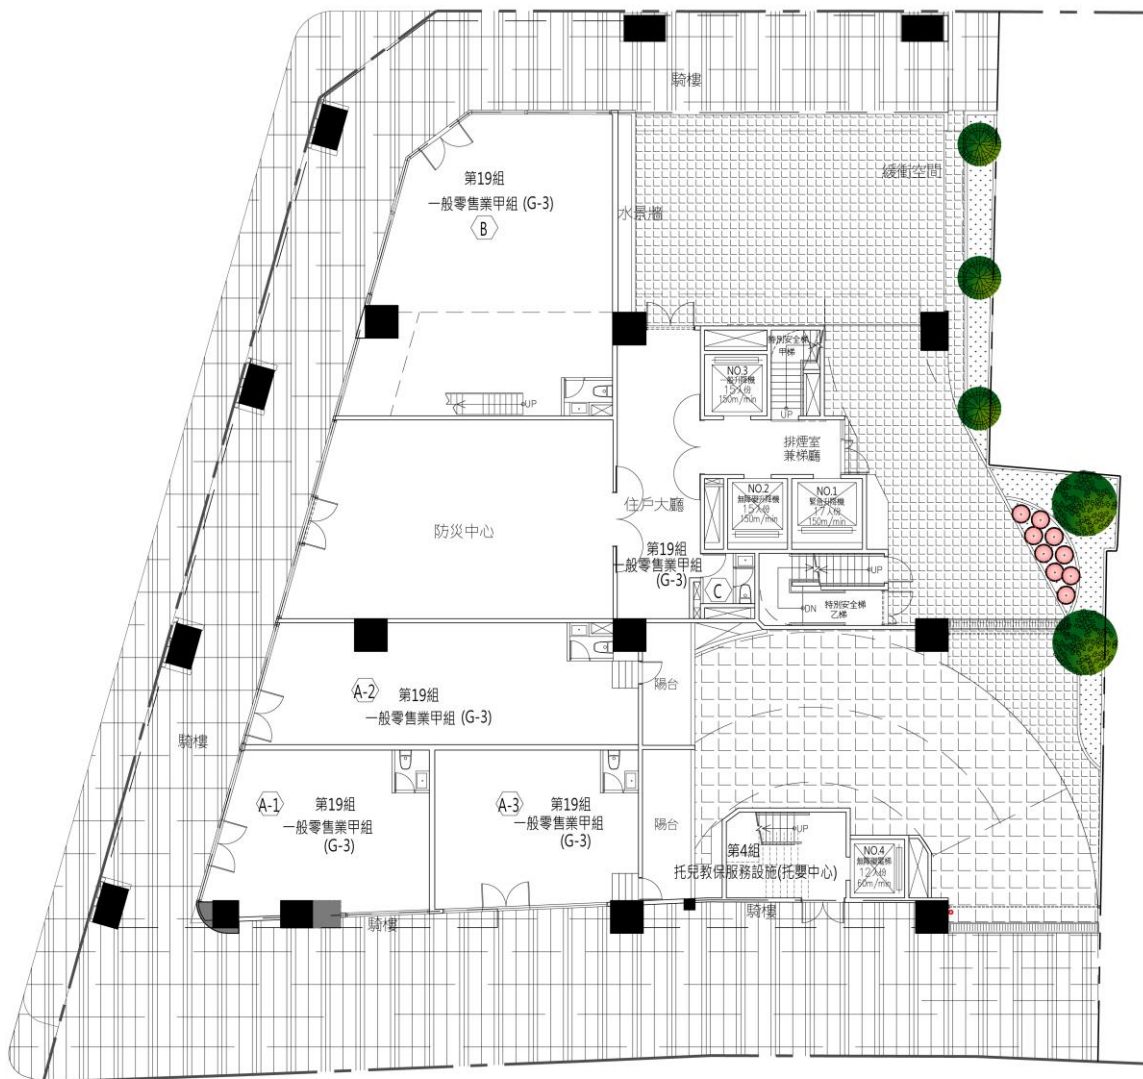 騎樓
緩衝空間
第19組
一般零售業甲組 (G-3)
B
水景牆
特別安全梯
甲梯
NO.3
一般升降機
15人份
150m/min
UP
UP
排煙室
兼梯廳
NO.2
無障礙升降機
15人份
150m/min
NO.1
緊急升降機
17人份
150m/min
住戶大廳
防災中心
第19組
一般零售業甲組
(G-3)
C
UP
DN
特別安全梯
乙梯
A-2
第19組
一般零售業甲組 (G-3)
陽台
騎樓
A-1
第19組
一般零售業甲組
(G-3)
A-3
第19組
一般零售業甲組
(G-3)
陽台
UP
第4組
托兒教保服務設施(托嬰中心)
NO.4
12人份
60m/min
騎樓
騎樓